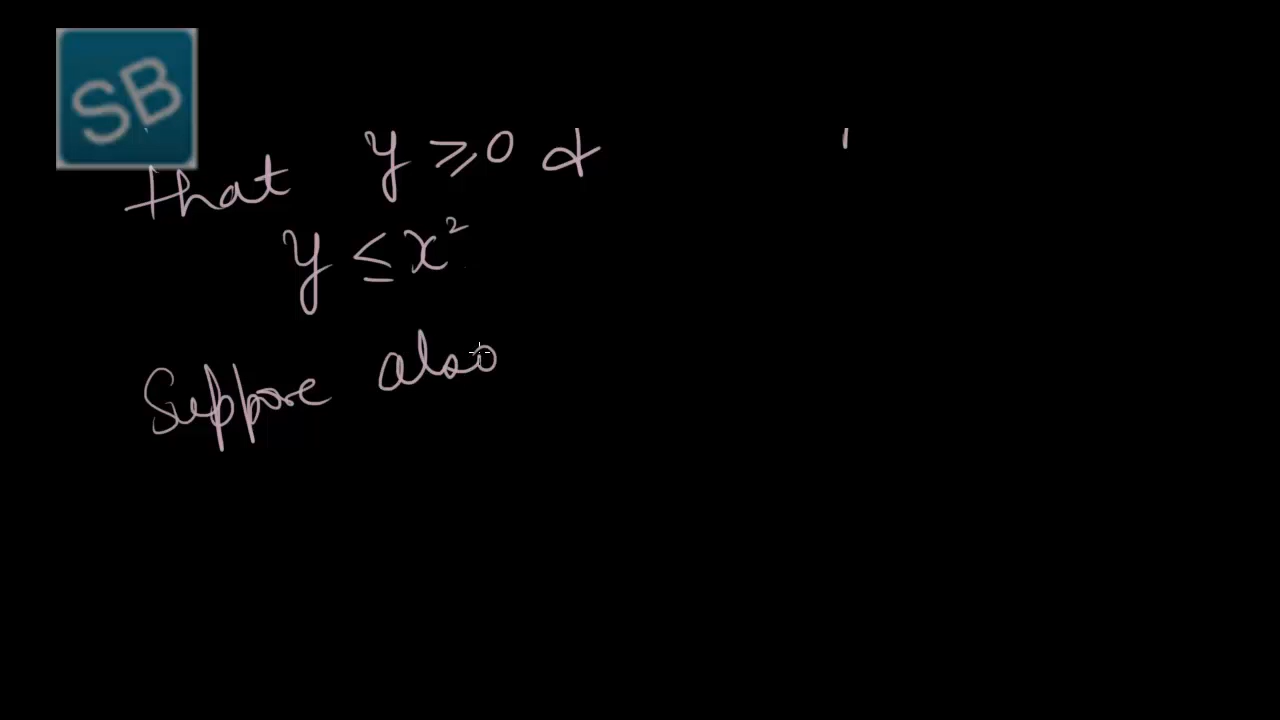 SB
that y ≥ 0 &
y ≤ x²
Suppose also